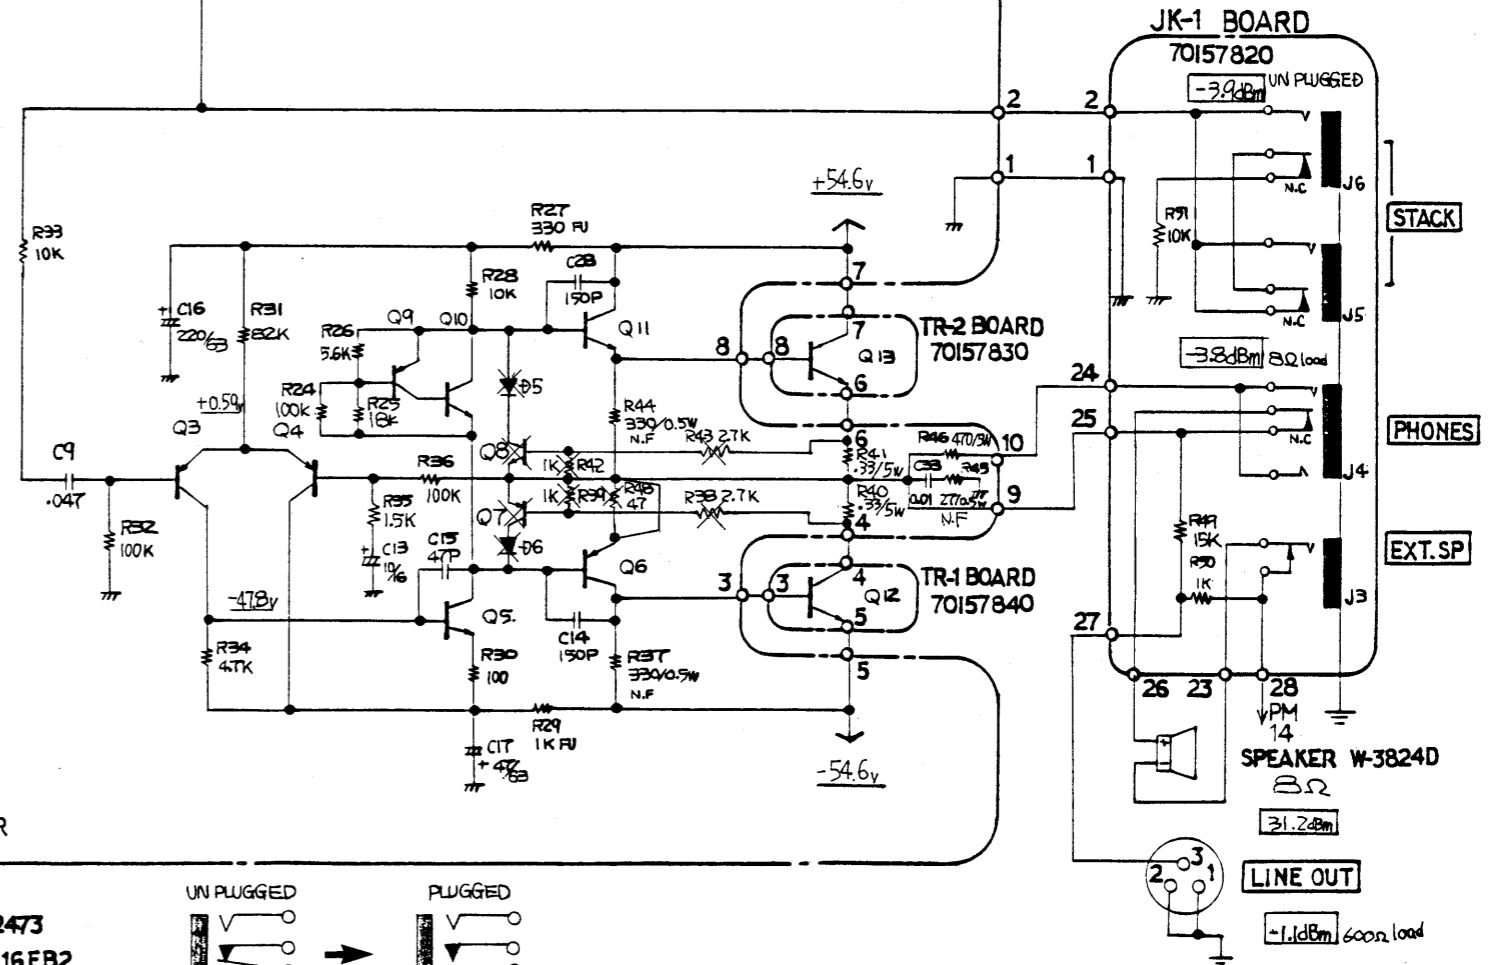 JK-1 BOARD
70157820
-3.9dBm UN PLUGGED
2 2
1 1
+54.6v
J6
N.C
STACK
R33
10K
R27
330 FU
R51
10K
C28
150P
R28
10K
7
C16
+
220/63
R31
82K
Q9 Q10
Q11
R26
5.6K
N.C
J5
TR-2 BOARD
70157830
7
8 8
Q13
6
D5
-3.8dBm 8Ω load
24
R24
100K
R25
18K
R44
330/0.5W
N.F
+0.59v
Q3 Q4
25
PHONES
R43 2.7K
6
R46 470/3W
10
N.C
Q8
1K R42
R41
.33/5W
J4
C9
.047
R36
100K
C33 R45
0.01 27/0.5W
N.F
1K R39
R48
47
R38 2.7K
R40
.33/5W
9
R35
1.5K
Q7
4
R49
15K
R32
100K
+
C13
10/16
C15
47P
D6
Q6
EXT.SP
TR-1 BOARD
70157840
4
3 3
Q12
5
R50
1K
J3
-47.8v
Q5.
C14
150P
27
R34
4.7K
R30
100
R37
330/0.5W
N.F
5
26 23 28
R29
1K FU
PM
14
C17
+ 47/63
-54.6v
+
-
SPEAKER W-3824D
8Ω
31.2dBm
R
3
2 1
LINE OUT
UN PLUGGED PLUGGED
2473
16EB2
-1.1dBm 600Ω load